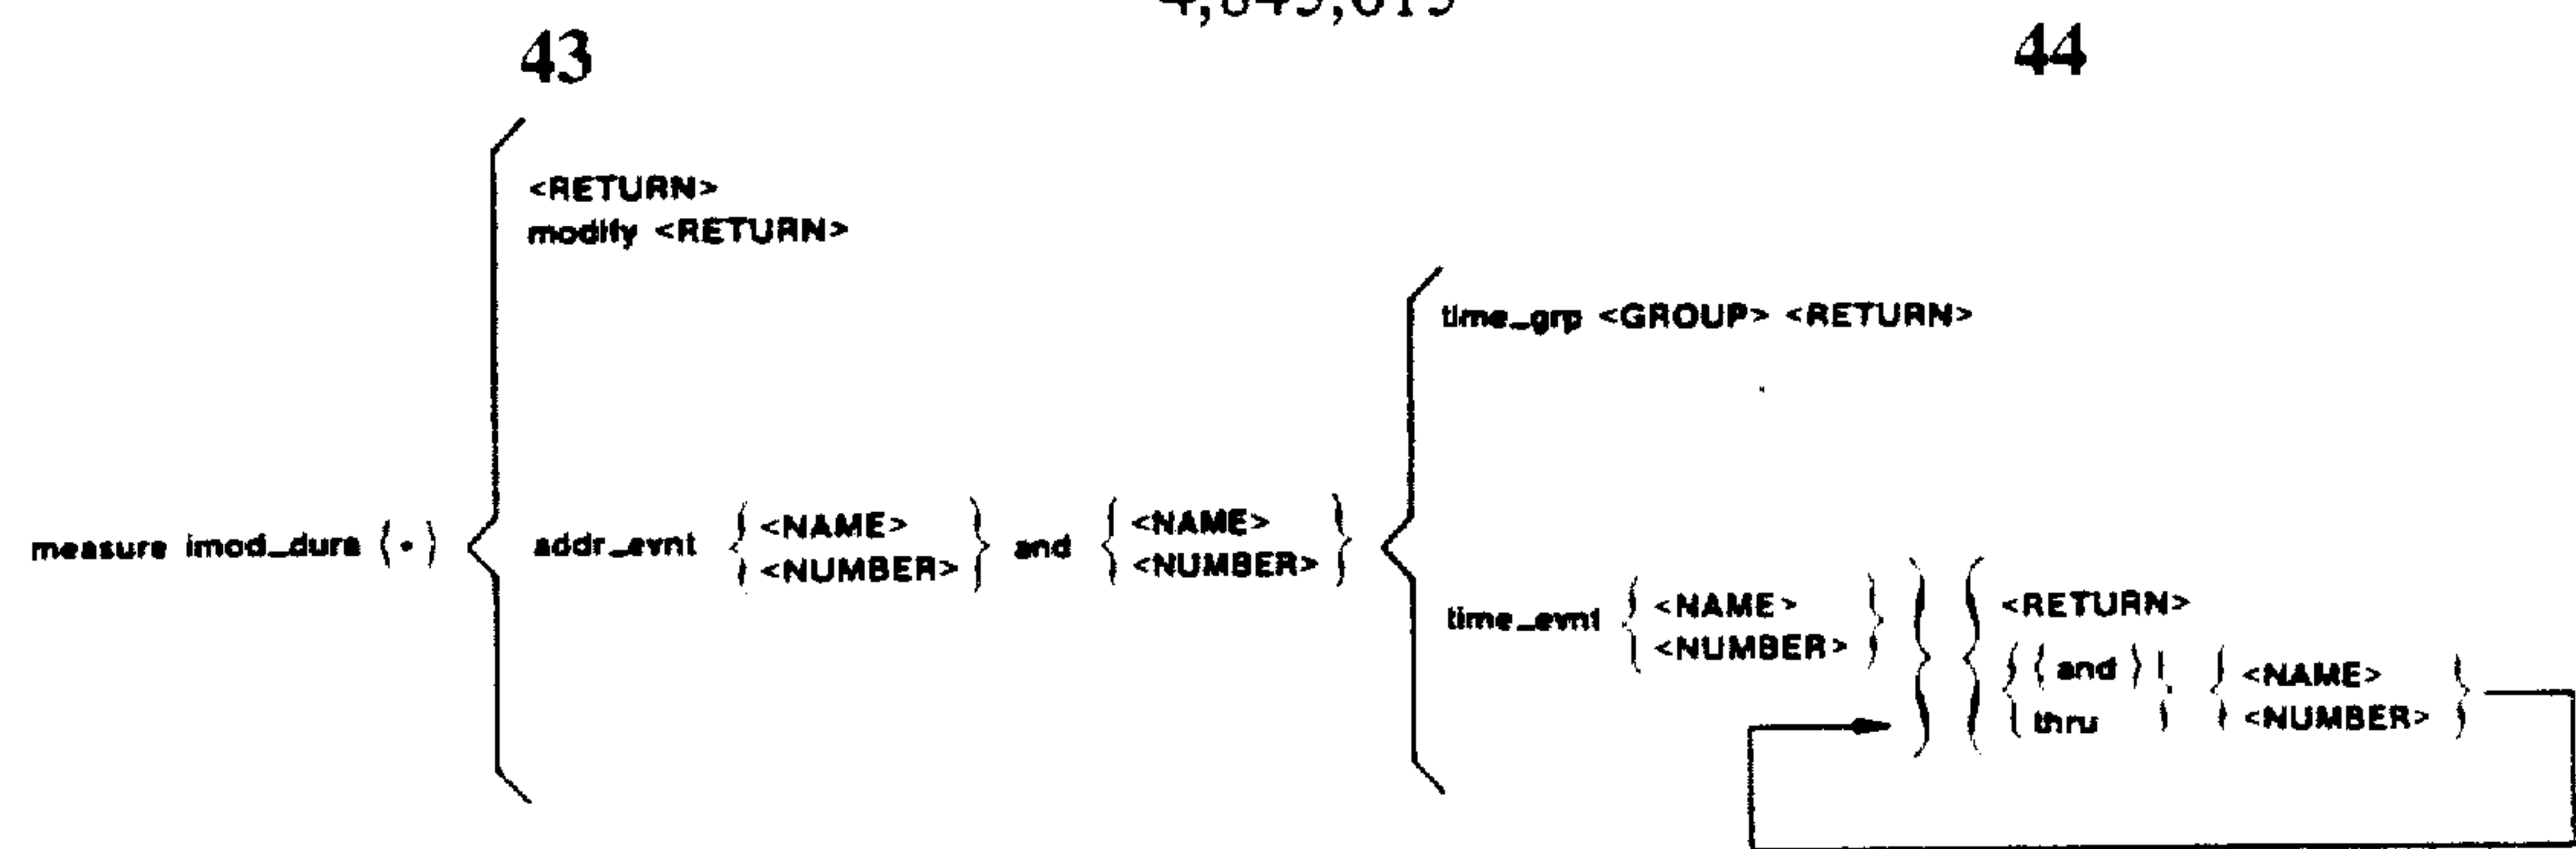 43
44
<RETURN>
modify <RETURN>
time_grp <GROUP> <RETURN>
measure imod_dura (•) addr_evnt <NAME> <NUMBER> and <NAME> <NUMBER>
time_evnt <NAME> <NUMBER>
<RETURN>
and <NAME>
thru <NUMBER>